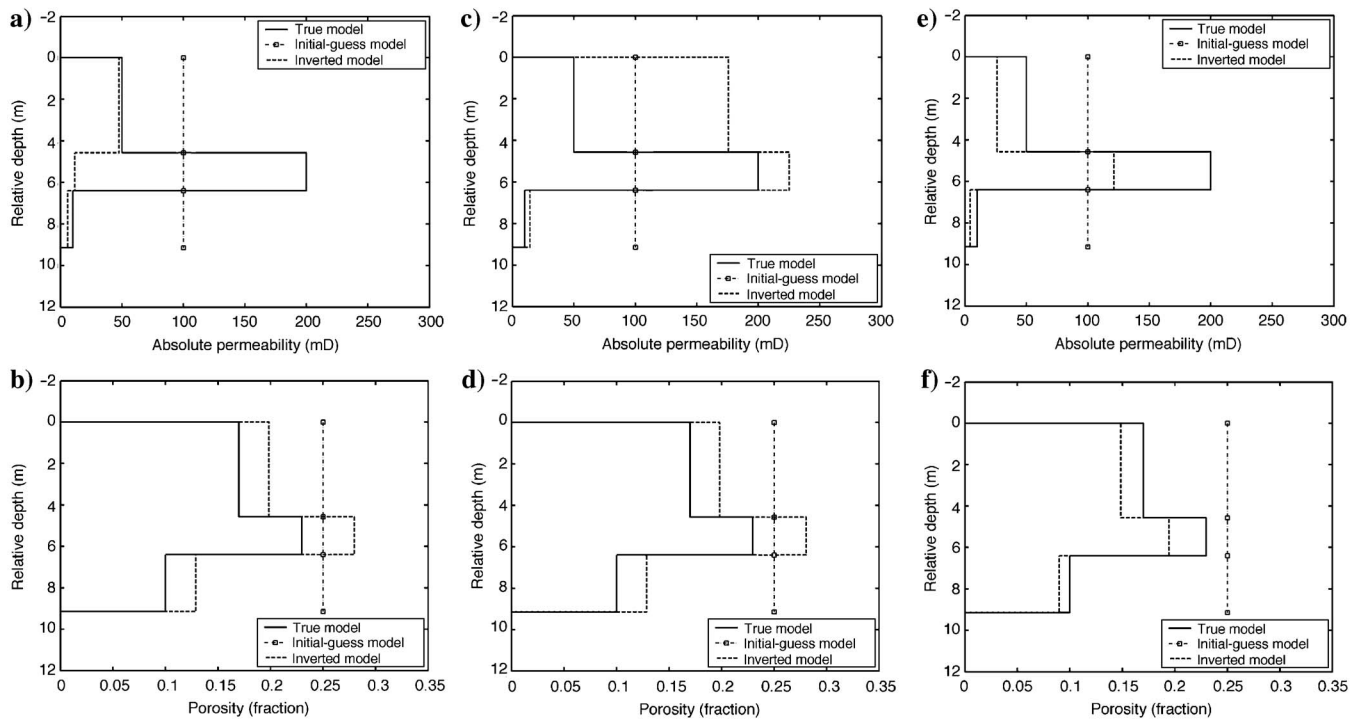 a)
−2
0
2
4
6
8
10
12
Relative depth (m)
True model
Initial-guess model
Inverted model
0 50 100 150 200 250 300
Absolute permeability (mD)
c)
−2
0
2
4
6
8
10
12
Relative depth (m)
True model
Initial-guess model
Inverted model
0 50 100 150 200 250 300
Absolute permeability (mD)
e)
−2
0
2
4
6
8
10
12
Relative depth (m)
True model
Initial-guess model
Inverted model
0 50 100 150 200 250 300
Absolute permeability (mD)
b)
−2
0
2
4
6
8
10
12
Relative depth (m)
True model
Initial-guess model
Inverted model
0 0.05 0.1 0.15 0.2 0.25 0.3 0.35
Porosity (fraction)
d)
−2
0
2
4
6
8
10
12
Relative depth (m)
True model
Initial-guess model
Inverted model
0 0.05 0.1 0.15 0.2 0.25 0.3 0.35
Porosity (fraction)
f)
−2
0
2
4
6
8
10
12
Relative depth (m)
True model
Initial-guess model
Inverted model
0 0.05 0.1 0.15 0.2 0.25 0.3 0.35
Porosity (fraction)